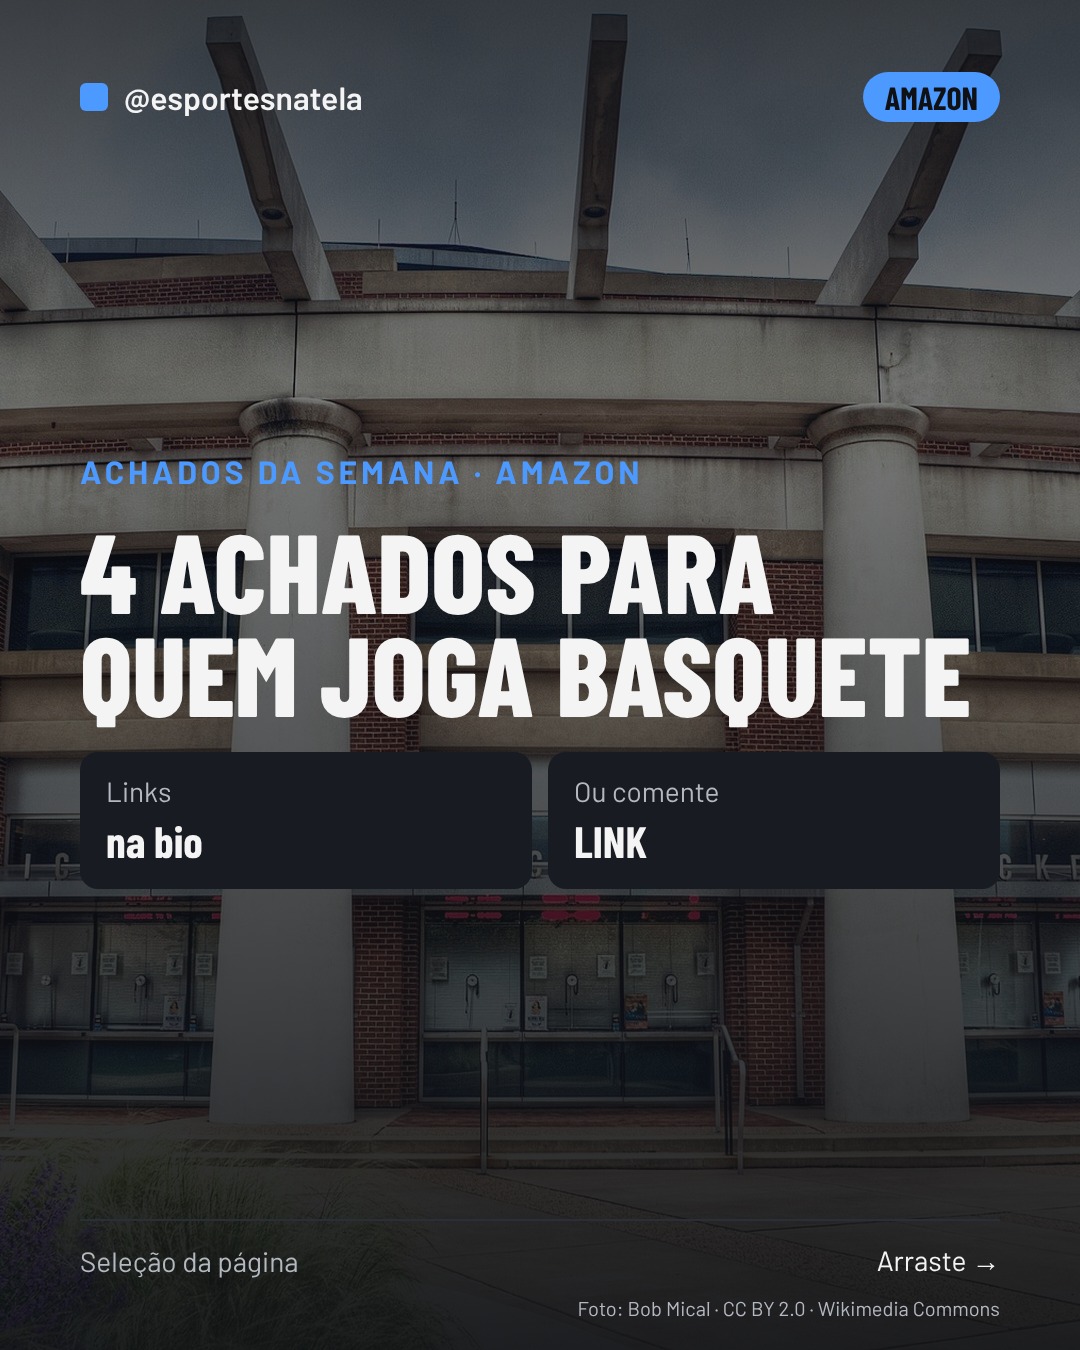 @esportesnatela
AMAZON
ACHADOS DA SEMANA · AMAZON
4 ACHADOS PARA
QUEM JOGA BASQUETE
Links
na bio
Ou comente
LINK
Seleção da página
Arraste →
Foto: Bob Mical · CC BY 2.0 · Wikimedia Commons